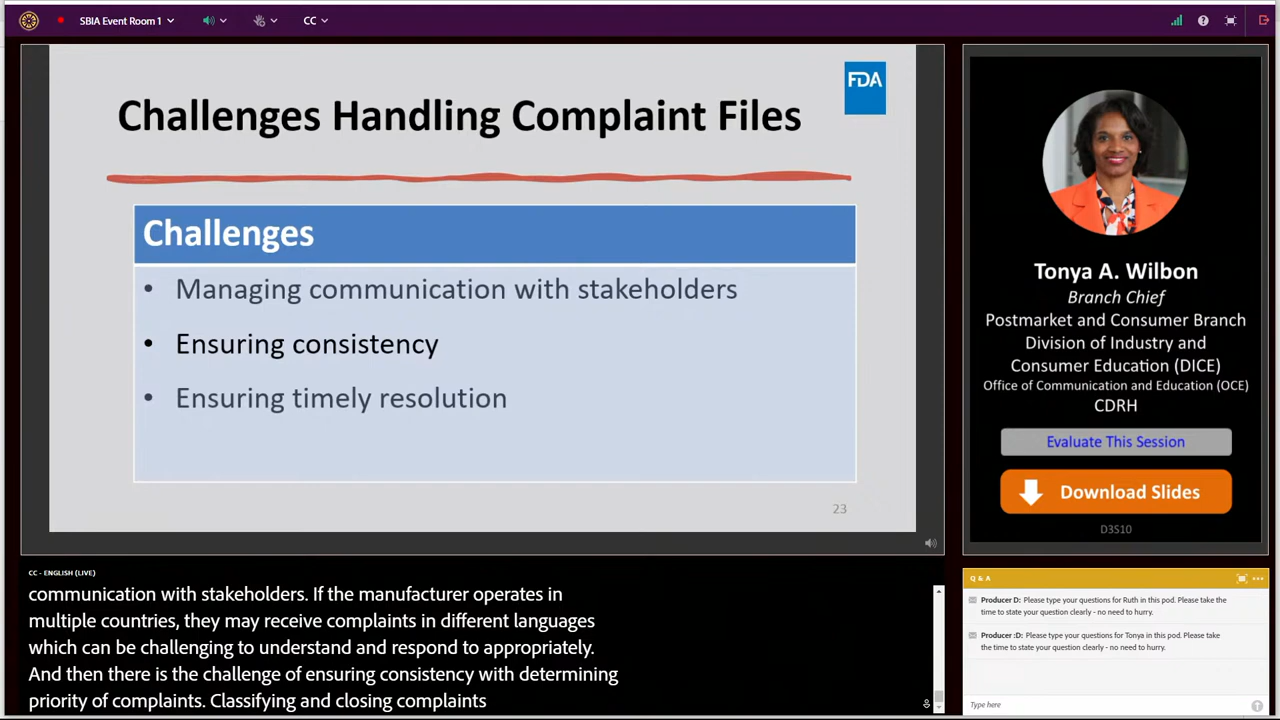 SBIA Event Room 1
CC
FDA
Challenges Handling Complaint Files
Challenges
• Managing communication with stakeholders
• Ensuring consistency
• Ensuring timely resolution
23
Tonya A. Wilbon
Branch Chief
Postmarket and Consumer Branch
Division of Industry and
Consumer Education (DICE)
Office of Communication and Education (OCE)
CDRH
Evaluate This Session
Download Slides
D3S10
CC - ENGLISH (LIVE)
communication with stakeholders. If the manufacturer operates in
multiple countries, they may receive complaints in different languages
which can be challenging to understand and respond to appropriately.
And then there is the challenge of ensuring consistency with determining
priority of complaints. Classifying and closing complaints
Q & A
Producer D: Please type your questions for Ruth in this pod. Please take the
time to state your question clearly - no need to hurry.
Producer :D: Please type your questions for Tonya in this pod. Please take
the time to state your question clearly - no need to hurry.
Type here